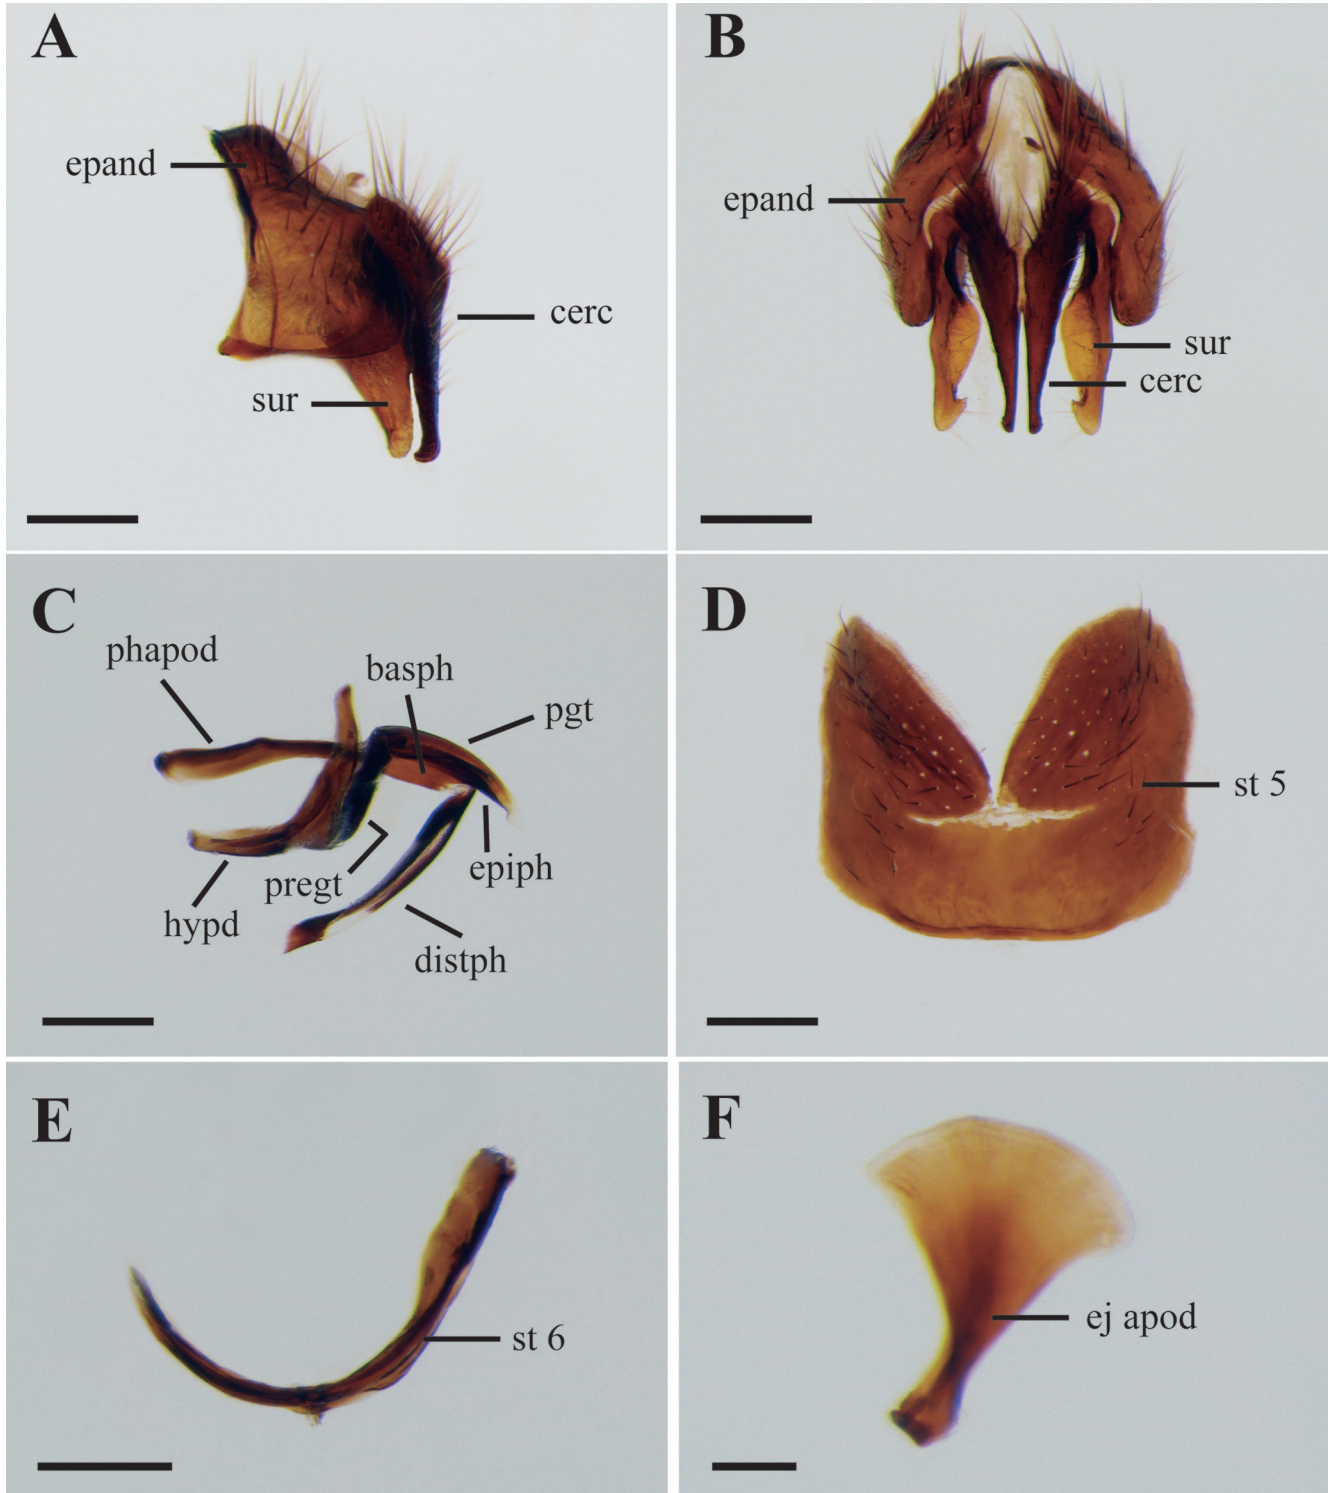 A
epand
cerc
sur
B
epand
sur
cerc
C
phapod
basph
pgt
pregt
epiph
hypd
distph
D
st 5
E
st 6
F
ej apod